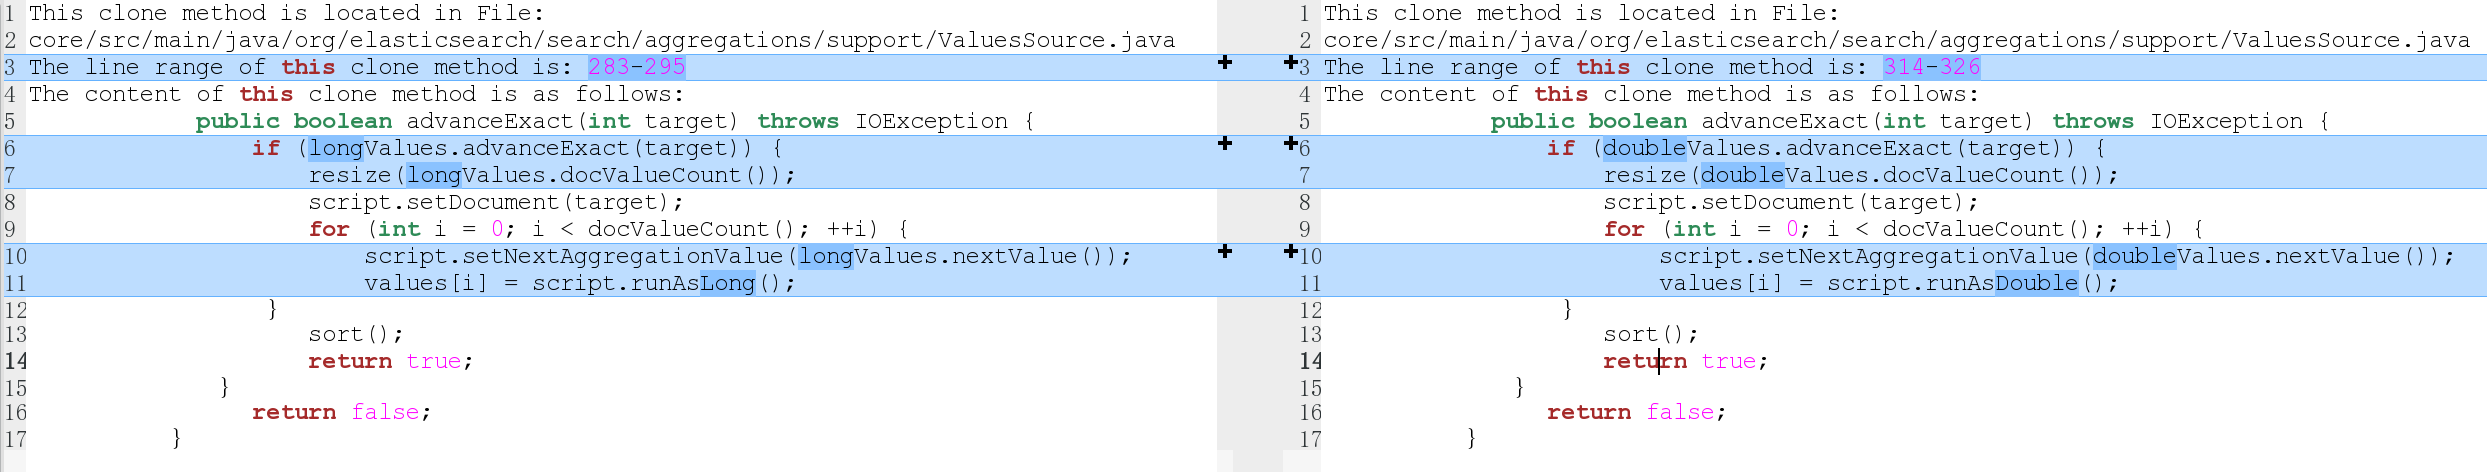 1 This clone method is located in File:
2 core/src/main/java/org/elasticsearch/search/aggregations/support/ValuesSource.java
3 The line range of this clone method is: 283-295
4 The content of this clone method is as follows:
5 public boolean advanceExact(int target) throws IOException {
6 if (longValues.advanceExact(target)) {
7 resize(longValues.docValueCount());
8 script.setDocument(target);
9 for (int i = 0; i < docValueCount(); ++i) {
10 script.setNextAggregationValue(longValues.nextValue());
11 values[i] = script.runAsLong();
12 }
13 sort();
14 return true;
15 }
16 return false;
17 }
1 This clone method is located in File:
2 core/src/main/java/org/elasticsearch/search/aggregations/support/ValuesSource.java
3 The line range of this clone method is: 314-326
4 The content of this clone method is as follows:
5 public boolean advanceExact(int target) throws IOException {
6 if (doubleValues.advanceExact(target)) {
7 resize(doubleValues.docValueCount());
8 script.setDocument(target);
9 for (int i = 0; i < docValueCount(); ++i) {
10 script.setNextAggregationValue(doubleValues.nextValue());
11 values[i] = script.runAsDouble();
12 }
13 sort();
14 return true;
15 }
16 return false;
17 }